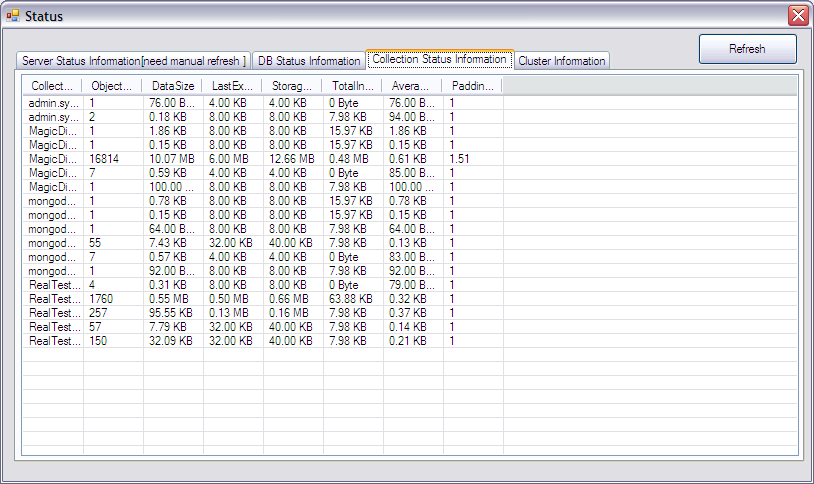 Status
Refresh
Server Status Infomation[need manual refresh ] DB Status Infomation Collection Status Infomation Cluster Infomation
Collect... Object... DataSize LastEx... Storag... TotalIn... Avera... Paddin...
admin.sy... 1 76.00 B... 4.00 KB 4.00 KB 0 Byte 76.00 B... 1
admin.sy... 2 0.18 KB 8.00 KB 8.00 KB 7.98 KB 94.00 B... 1
MagicDi... 1 1.86 KB 8.00 KB 8.00 KB 15.97 KB 1.86 KB 1
MagicDi... 1 0.15 KB 8.00 KB 8.00 KB 15.97 KB 0.15 KB 1
MagicDi... 16814 10.07 MB 6.00 MB 12.66 MB 0.48 MB 0.61 KB 1.51
MagicDi... 7 0.59 KB 4.00 KB 4.00 KB 0 Byte 85.00 B... 1
MagicDi... 1 100.00 ... 8.00 KB 8.00 KB 7.98 KB 100.00 ... 1
mongod... 1 0.78 KB 8.00 KB 8.00 KB 15.97 KB 0.78 KB 1
mongod... 1 0.15 KB 8.00 KB 8.00 KB 15.97 KB 0.15 KB 1
mongod... 1 64.00 B... 8.00 KB 8.00 KB 7.98 KB 64.00 B... 1
mongod... 55 7.43 KB 32.00 KB 40.00 KB 7.98 KB 0.13 KB 1
mongod... 7 0.57 KB 4.00 KB 4.00 KB 0 Byte 83.00 B... 1
mongod... 1 92.00 B... 8.00 KB 8.00 KB 7.98 KB 92.00 B... 1
RealTest... 4 0.31 KB 8.00 KB 8.00 KB 0 Byte 79.00 B... 1
RealTest... 1760 0.55 MB 0.50 MB 0.66 MB 63.88 KB 0.32 KB 1
RealTest... 257 95.55 KB 0.13 MB 0.16 MB 7.98 KB 0.37 KB 1
RealTest... 57 7.79 KB 32.00 KB 40.00 KB 7.98 KB 0.14 KB 1
RealTest... 150 32.09 KB 32.00 KB 40.00 KB 7.98 KB 0.21 KB 1